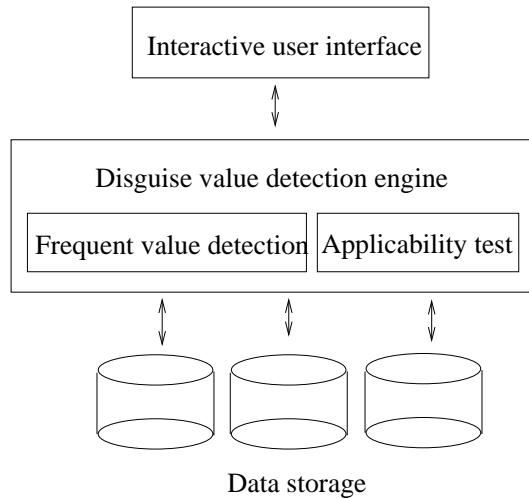 Interactive user interface
Disguise value detection engine
Frequent value detection
Applicability test
Data storage